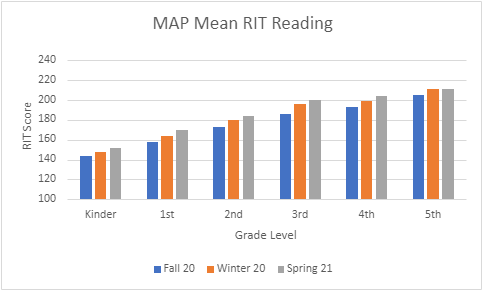 MAP Mean RIT Reading
240
220
200
180
160
140
120
100
RIT Score
Kinder 1st 2nd 3rd 4th 5th
Grade Level
Fall 20 Winter 20 Spring 21